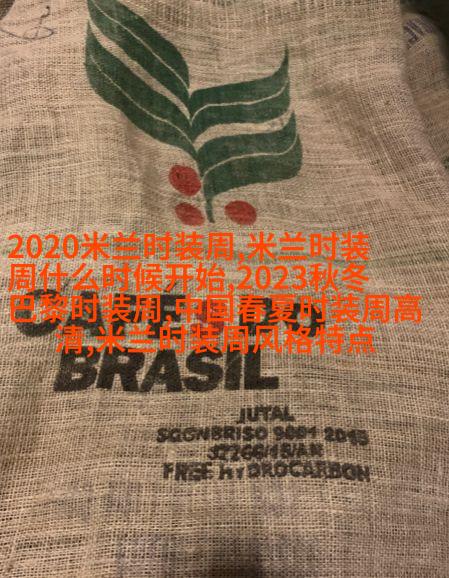 2020米兰时装周,米兰时装
周什么时候开始,2023秋冬
巴黎时装周,中国春夏时装周高
清,米兰时装周风格特点
BRASIL
JUTAL
FREE HYDROCARBON